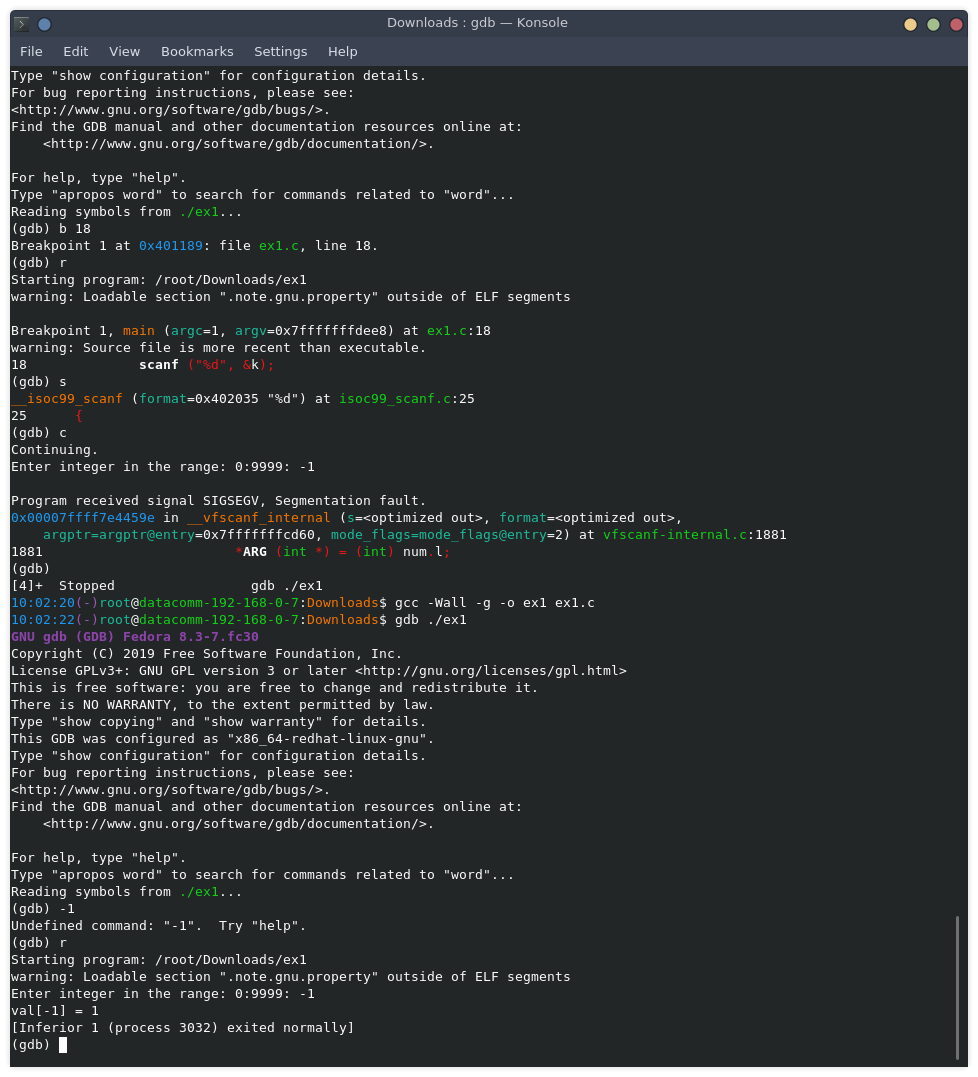 Downloads : gdb — Konsole
File Edit View Bookmarks Settings Help
Type "show configuration" for configuration details.
For bug reporting instructions, please see:
<http://www.gnu.org/software/gdb/bugs/>.
Find the GDB manual and other documentation resources online at:
    <http://www.gnu.org/software/gdb/documentation/>.

For help, type "help".
Type "apropos word" to search for commands related to "word"...
Reading symbols from ./ex1...
(gdb) b 18
Breakpoint 1 at 0x401189: file ex1.c, line 18.
(gdb) r
Starting program: /root/Downloads/ex1
warning: Loadable section ".note.gnu.property" outside of ELF segments

Breakpoint 1, main (argc=1, argv=0x7fffffffdee8) at ex1.c:18
warning: Source file is more recent than executable.
18              scanf ("%d", &k);
(gdb) s
__isoc99_scanf (format=0x402035 "%d") at isoc99_scanf.c:25
25      {
(gdb) c
Continuing.
Enter integer in the range: 0:9999: -1

Program received signal SIGSEGV, Segmentation fault.
0x00007ffff7e4459e in __vfscanf_internal (s=<optimized out>, format=<optimized out>,
    argptr=argptr@entry=0x7fffffffcd60, mode_flags=mode_flags@entry=2) at vfscanf-internal.c:1881
1881                        *ARG (int *) = (int) num.l;
(gdb)
[4]+  Stopped                 gdb ./ex1
10:02:20(-)root@datacomm-192-168-0-7:Downloads$ gcc -Wall -g -o ex1 ex1.c
10:02:22(-)root@datacomm-192-168-0-7:Downloads$ gdb ./ex1
GNU gdb (GDB) Fedora 8.3-7.fc30
Copyright (C) 2019 Free Software Foundation, Inc.
License GPLv3+: GNU GPL version 3 or later <http://gnu.org/licenses/gpl.html>
This is free software: you are free to change and redistribute it.
There is NO WARRANTY, to the extent permitted by law.
Type "show copying" and "show warranty" for details.
This GDB was configured as "x86_64-redhat-linux-gnu".
Type "show configuration" for configuration details.
For bug reporting instructions, please see:
<http://www.gnu.org/software/gdb/bugs/>.
Find the GDB manual and other documentation resources online at:
    <http://www.gnu.org/software/gdb/documentation/>.

For help, type "help".
Type "apropos word" to search for commands related to "word"...
Reading symbols from ./ex1...
(gdb) -1
Undefined command: "-1".  Try "help".
(gdb) r
Starting program: /root/Downloads/ex1
warning: Loadable section ".note.gnu.property" outside of ELF segments
Enter integer in the range: 0:9999: -1
val[-1] = 1
[Inferior 1 (process 3032) exited normally]
(gdb)